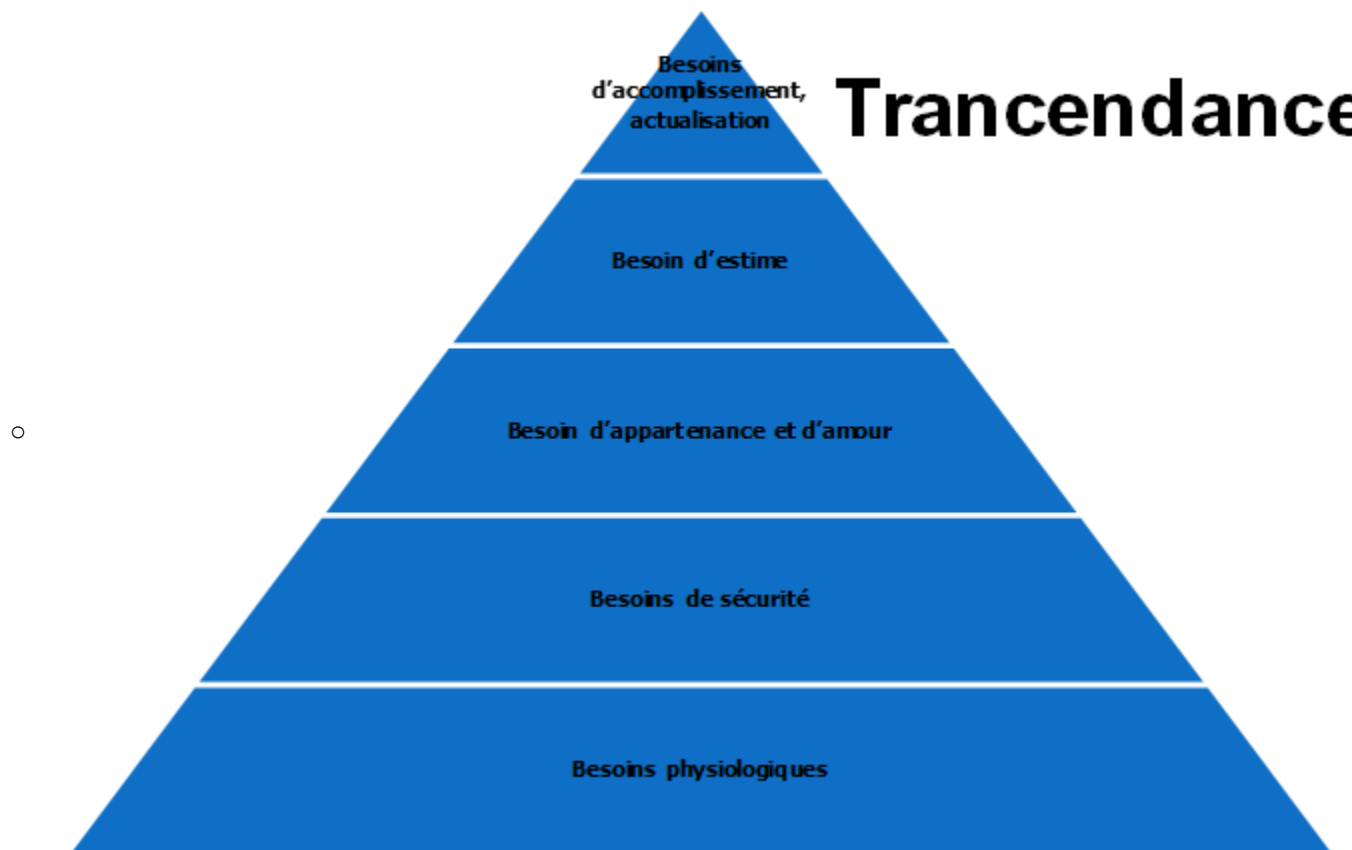 Besoins
d’accomplissement,
actualisation
Trancendance
Besoin d’estime
Besoin d’appartenance et d’amour
Besoins de sécurité
Besoins physiologiques